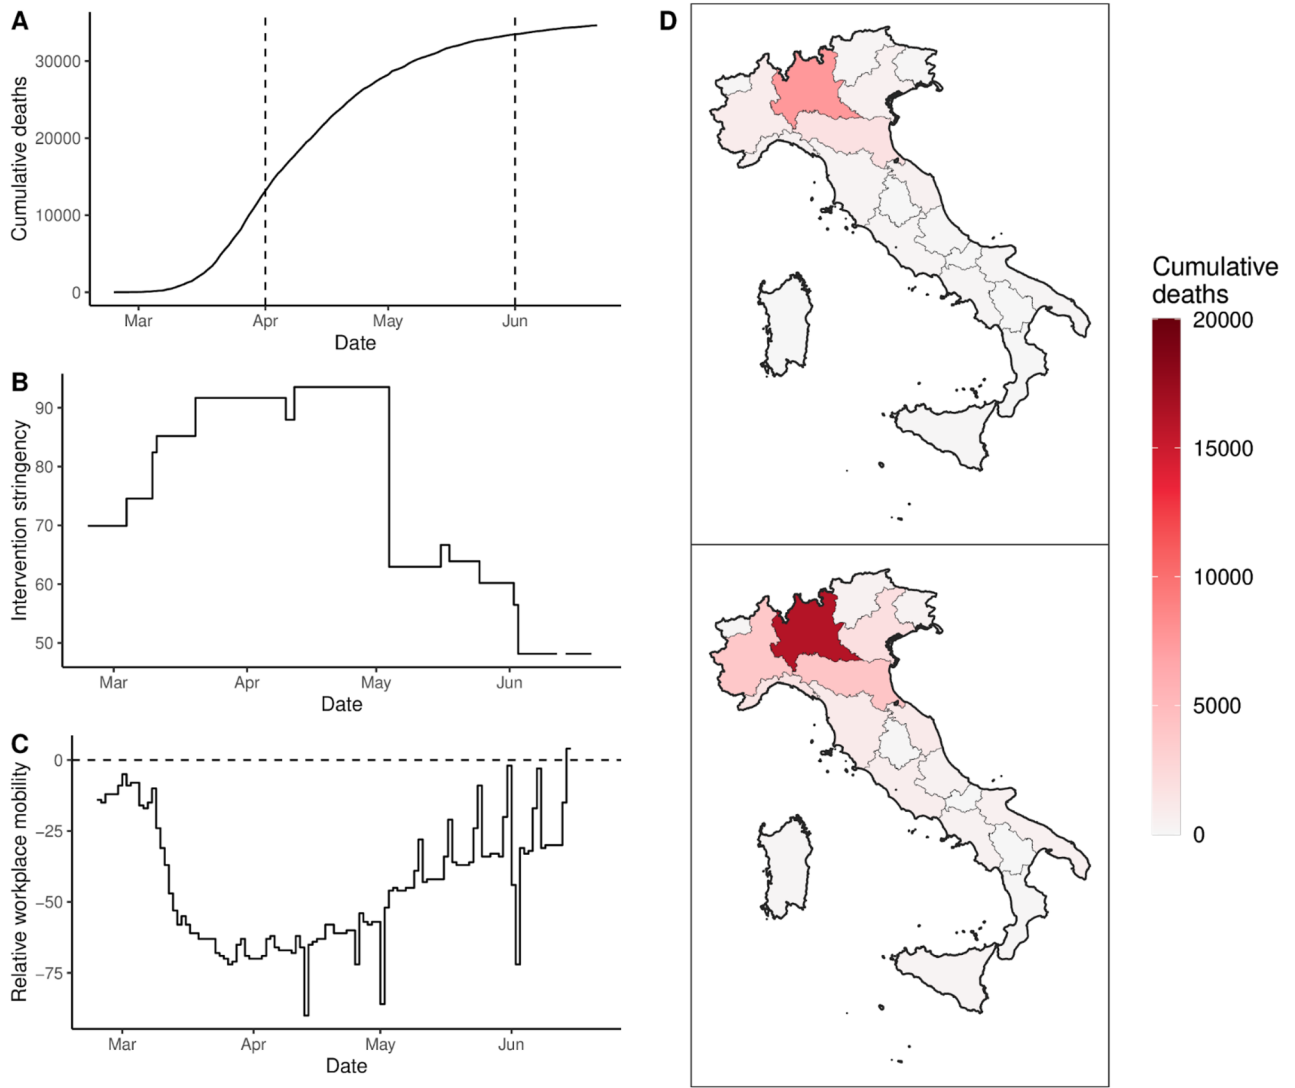 A
Cumulative deaths
30000
20000
10000
0
Mar Apr May Jun
Date
B
Intervention stringency
90
80
70
60
50
Mar Apr May Jun
Date
C
Relative workplace mobility
0
−25
−50
−75
Mar Apr May Jun
Date
D
Cumulative
deaths
20000
15000
10000
5000
0